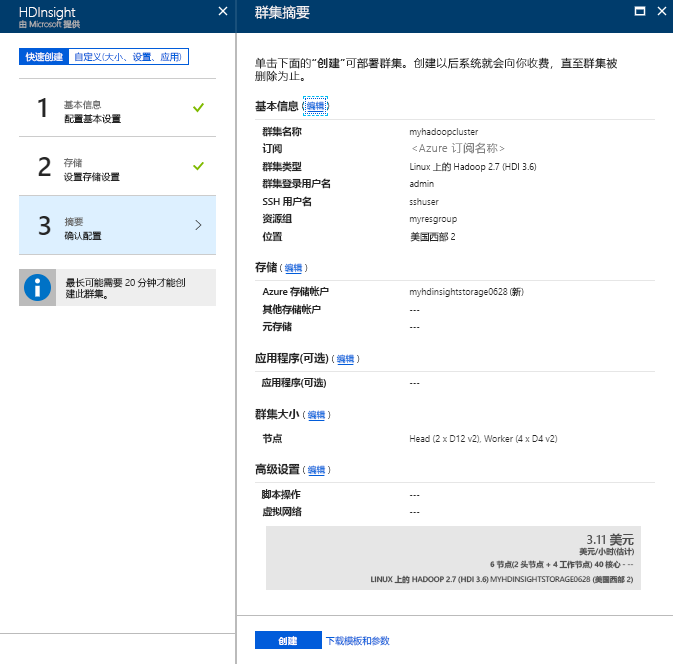 HDInsight
由 Microsoft 提供
快速创建 自定义(大小、设置、应用)
1 基本信息
配置基本设置
2 存储
设置存储设置
3 摘要
确认配置
最长可能需要 20 分钟才能创
建此群集。
群集摘要
单击下面的“创建”可部署群集。创建以后系统就会向你收费，直至群集被
删除为止。
基本信息 (编辑)
群集名称 myhadoopcluster
订阅 <Azure 订阅名称>
群集类型 Linux 上的 Hadoop 2.7 (HDI 3.6)
群集登录用户名 admin
SSH 用户名 sshuser
资源组 myresgroup
位置 美国西部 2
存储 (编辑)
Azure 存储帐户 myhdinsightstorage0628 (新)
其他存储帐户 ---
元存储 ---
应用程序(可选) (编辑)
应用程序(可选) ---
群集大小 (编辑)
节点 Head (2 x D12 v2), Worker (4 x D4 v2)
高级设置 (编辑)
脚本操作 ---
虚拟网络 ---
3.11 美元
美元/小时(估计)
6 节点(2 头节点 + 4 工作节点) 40 核心 - --
LINUX 上的 HADOOP 2.7 (HDI 3.6) MYHDINSIGHTSTORAGE0628 (美国西部 2)
创建 下载模板和参数